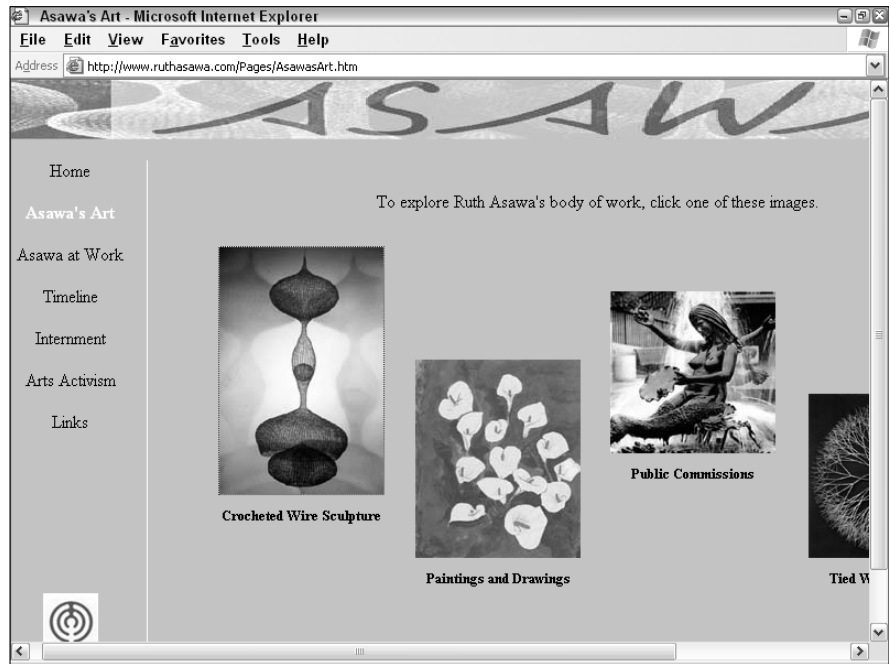 Asawa's Art - Microsoft Internet Explorer
File Edit View Favorites Tools Help
Address http://www.ruthasawa.com/Pages/AsawasArt.htm
ASAW
Home
Asawa's Art
Asawa at Work
Timeline
Internment
Arts Activism
Links
To explore Ruth Asawa's body of work, click one of these images.
Crocheted Wire Sculpture
Paintings and Drawings
Public Commissions
Tied W